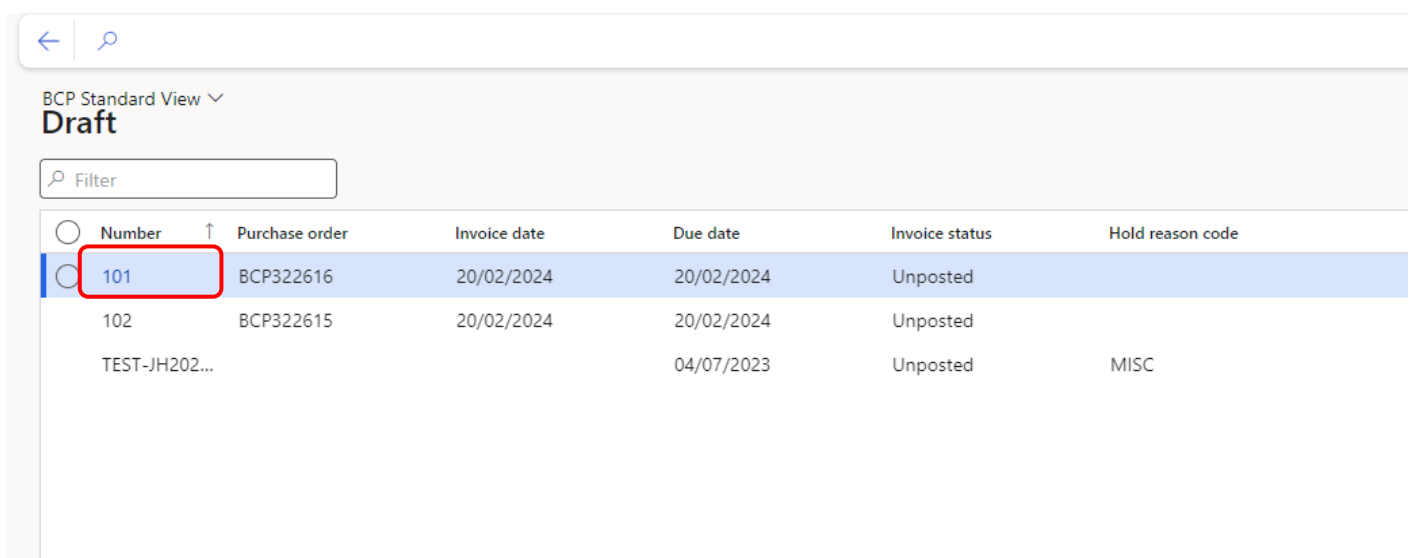 BCP Standard View
Draft
Filter
Number ↑ Purchase order Invoice date Due date Invoice status Hold reason code
101 BCP322616 20/02/2024 20/02/2024 Unposted
102 BCP322615 20/02/2024 20/02/2024 Unposted
TEST-JH202... 04/07/2023 Unposted MISC